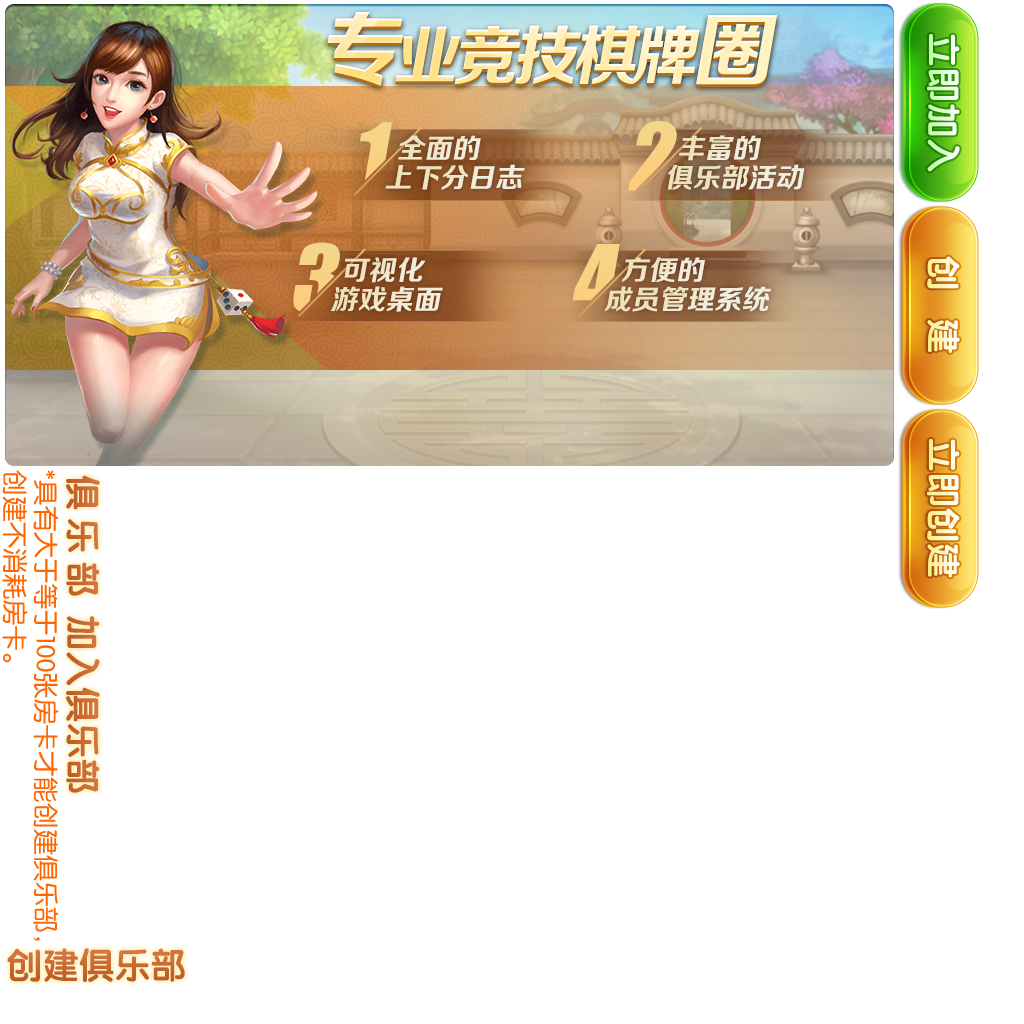 专业竞技棋牌圈
1 全面的
上下分日志
2 丰富的
俱乐部活动
3 可视化
游戏桌面
4 方便的
成员管理系统
立即加入
创 建
立即创建
俱乐部 加入俱乐部
*具有大于等于100张房卡才能创建俱乐部，
创建不消耗房卡。
创建俱乐部